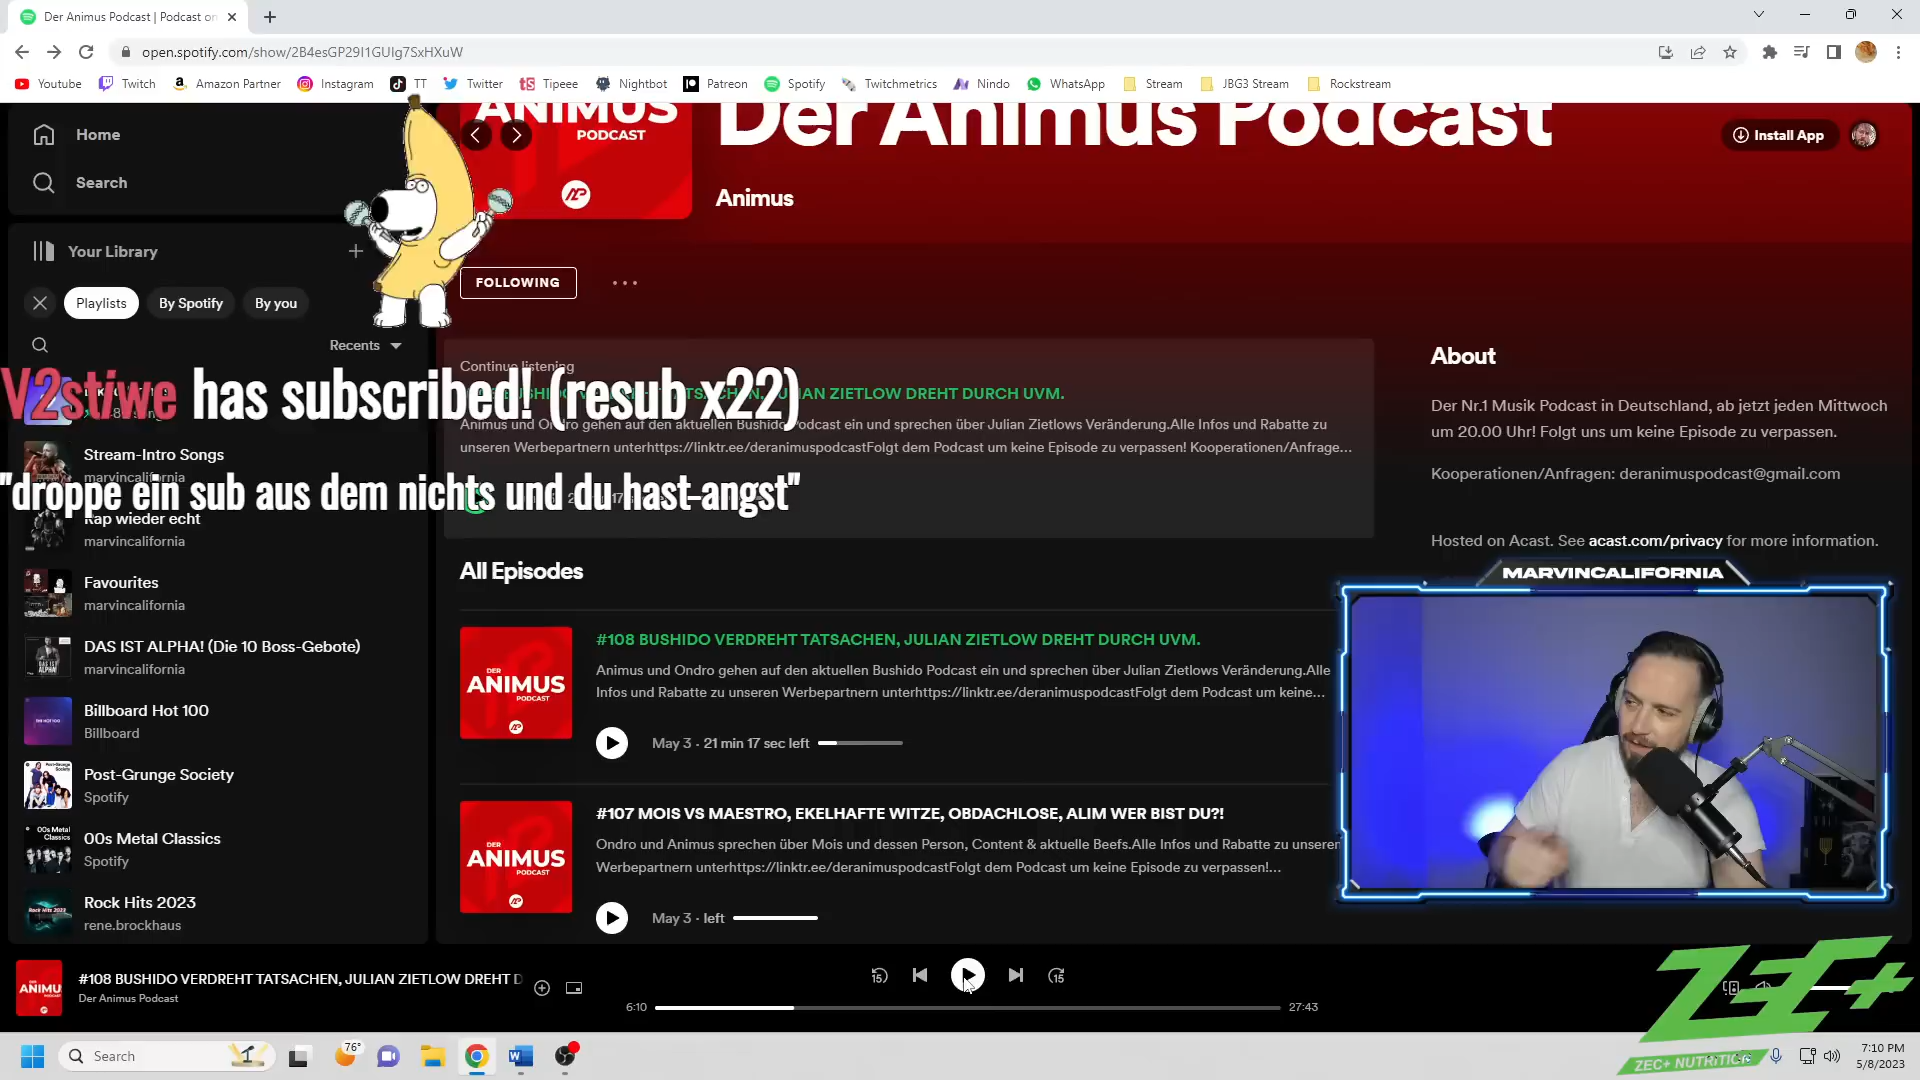 Der Animus Podcast | Podcast on
open.spotify.com/show/2B4esGP29I1GUIg7SxHXuW
Youtube Twitch Amazon Partner Instagram TT Twitter Tipeee Nightbot Patreon Spotify Twitchmetrics Nindo WhatsApp Stream JBG3 Stream Rockstream
Home
Search
Your Library
Playlists By Spotify By you
Recents
Stream-Intro Songs
marvincalifornia
Rap wieder echt
marvincalifornia
Favourites
marvincalifornia
DAS IST ALPHA! (Die 10 Boss-Gebote)
marvincalifornia
Billboard Hot 100
Billboard
Post-Grunge Society
Spotify
00s Metal Classics
Spotify
Rock Hits 2023
rene.brockhaus
V2stiwe has subscribed! (resub x22)
"droppe ein sub aus dem nichts und du hast-angst"
ANIMUS
PODCAST
Der Animus Podcast
Animus
Install App
FOLLOWING
Continue listening
TATSACHEN, JULIAN ZIETLOW DREHT DURCH UVM.
Animus und Ondro gehen auf den aktuellen Bushido Podcast ein und sprechen über Julian Zietlows Veränderung.Alle Infos und Rabatte zu
unseren Werbepartnern unterhttps://linktr.ee/deranimuspodcastFolgt dem Podcast um keine Episode zu verpassen! Kooperationen/Anfrage...
All Episodes
DER
ANIMUS
PODCAST
#108 BUSHIDO VERDREHT TATSACHEN, JULIAN ZIETLOW DREHT DURCH UVM.
Animus und Ondro gehen auf den aktuellen Bushido Podcast ein und sprechen über Julian Zietlows Veränderung.Alle
Infos und Rabatte zu unseren Werbepartnern unterhttps://linktr.ee/deranimuspodcastFolgt dem Podcast um keine...
May 3 · 21 min 17 sec left
DER
ANIMUS
PODCAST
#107 MOIS VS MAESTRO, EKELHAFTE WITZE, OBDACHLOSE, ALIM WER BIST DU?!
Ondro und Animus sprechen über Mois und dessen Person, Content & aktuelle Beefs.Alle Infos und Rabatte zu unseren
Werbepartnern unterhttps://linktr.ee/deranimuspodcastFolgt dem Podcast um keine Episode zu verpassen!...
May 3 · left
About
Der Nr.1 Musik Podcast in Deutschland, ab jetzt jeden Mittwoch
um 20.00 Uhr! Folgt uns um keine Episode zu verpassen.
Kooperationen/Anfragen: deranimuspodcast@gmail.com
Hosted on Acast. See acast.com/privacy for more information.
MARVINCALIFORNIA
#108 BUSHIDO VERDREHT TATSACHEN, JULIAN ZIETLOW DREHT D
Der Animus Podcast
15
15
6:10
27:43
ZEC+
ZEC+ NUTRITION
Search
76°
7:10 PM
5/8/2023